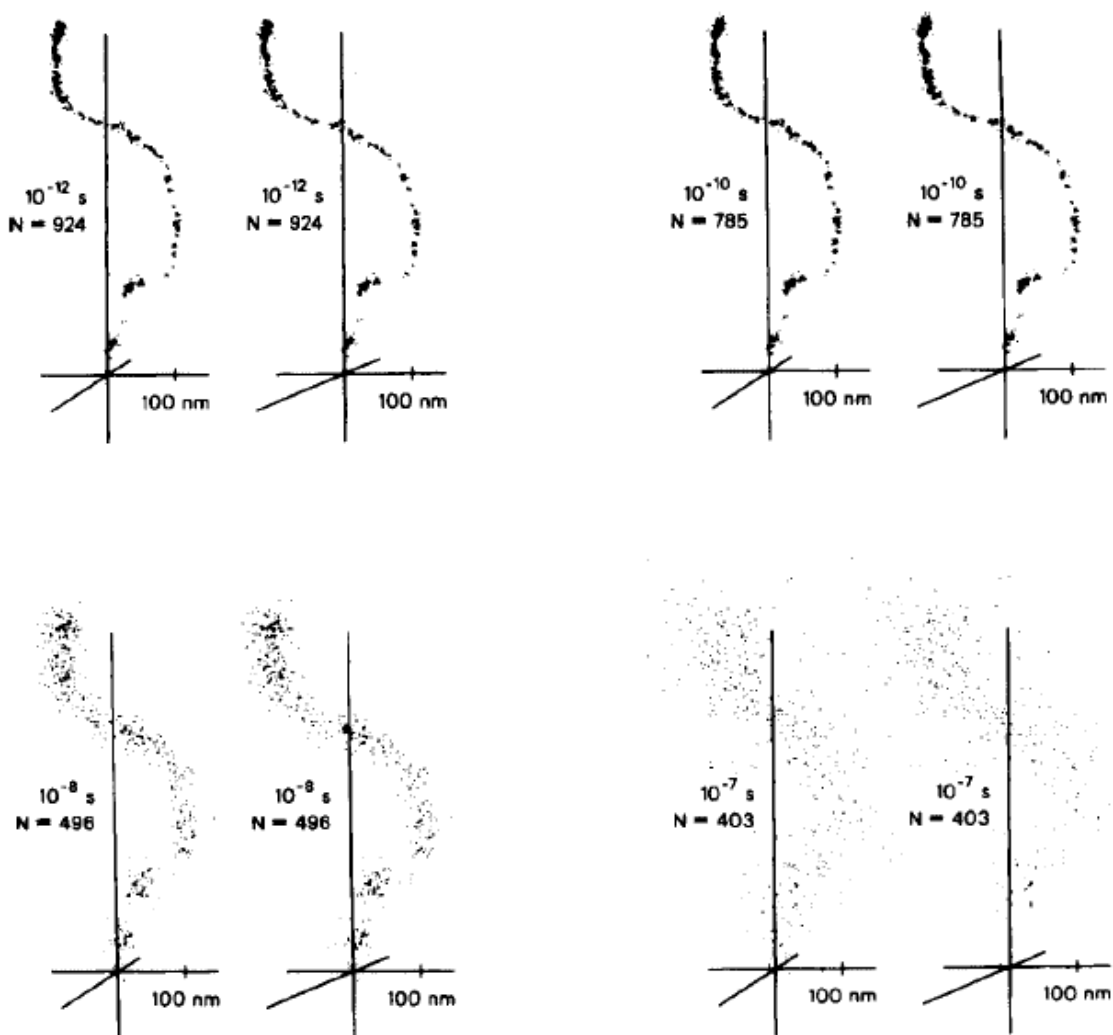 10⁻¹² s
N = 924
100 nm
10⁻¹² s
N = 924
100 nm
10⁻¹⁰ s
N = 785
100 nm
10⁻¹⁰ s
N = 785
100 nm
10⁻⁸ s
N = 496
100 nm
10⁻⁸ s
N = 496
100 nm
10⁻⁷ s
N = 403
100 nm
10⁻⁷ s
N = 403
100 nm